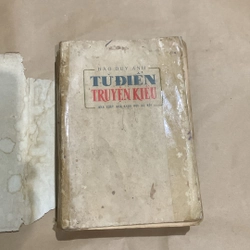 ĐÀO DUY ANH
TỪ ĐIỂN
TRUYỆN KIỀU